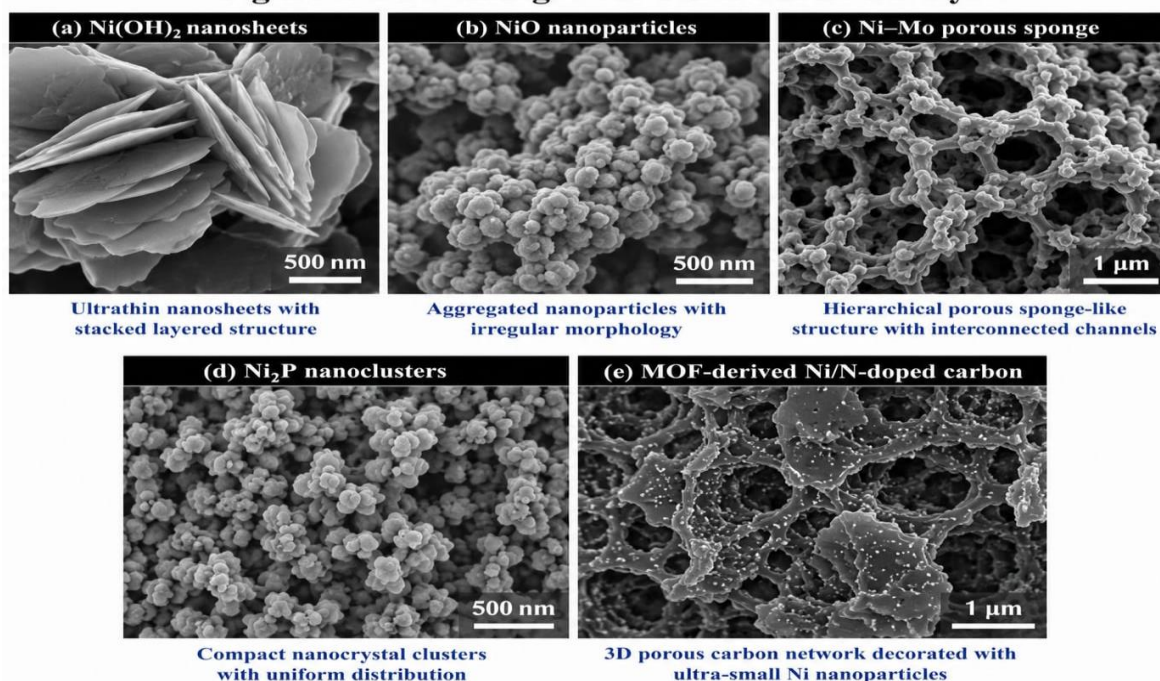 (a) Ni(OH)₂ nanosheets
(b) NiO nanoparticles
(c) Ni–Mo porous sponge
500 nm
500 nm
1 μm
Ultrathin nanosheets with
stacked layered structure
Aggregated nanoparticles with
irregular morphology
Hierarchical porous sponge-like
structure with interconnected channels
(d) Ni₂P nanoclusters
(e) MOF-derived Ni/N-doped carbon
500 nm
1 μm
Compact nanocrystal clusters
with uniform distribution
3D porous carbon network decorated with
ultra-small Ni nanoparticles